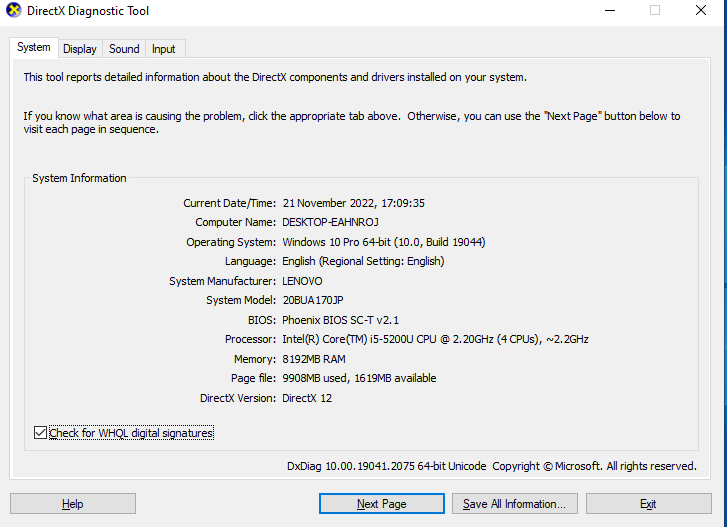 DirectX Diagnostic Tool
System Display Sound Input
This tool reports detailed information about the DirectX components and drivers installed on your system.
If you know what area is causing the problem, click the appropriate tab above. Otherwise, you can use the "Next Page" button below to
visit each page in sequence.
System Information
Current Date/Time: 21 November 2022, 17:09:35
Computer Name: DESKTOP-EAHNROJ
Operating System: Windows 10 Pro 64-bit (10.0, Build 19044)
Language: English (Regional Setting: English)
System Manufacturer: LENOVO
System Model: 20BUA170JP
BIOS: Phoenix BIOS SC-T v2.1
Processor: Intel(R) Core(TM) i5-5200U CPU @ 2.20GHz (4 CPUs), ~2.2GHz
Memory: 8192MB RAM
Page file: 9908MB used, 1619MB available
DirectX Version: DirectX 12
Check for WHQL digital signatures
DxDiag 10.00.19041.2075 64-bit Unicode Copyright © Microsoft. All rights reserved.
Help Next Page Save All Information... Exit